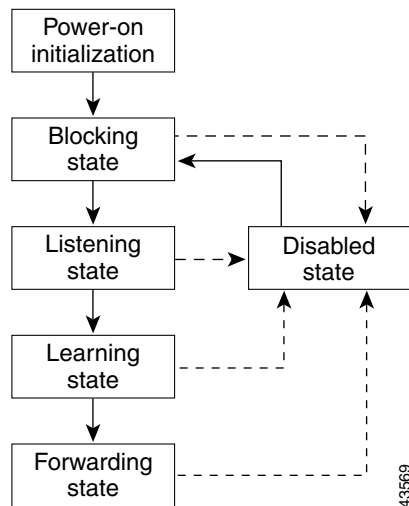 Power-on
initialization
Blocking
state
Listening
state
Disabled
state
Learning
state
Forwarding
state
43569